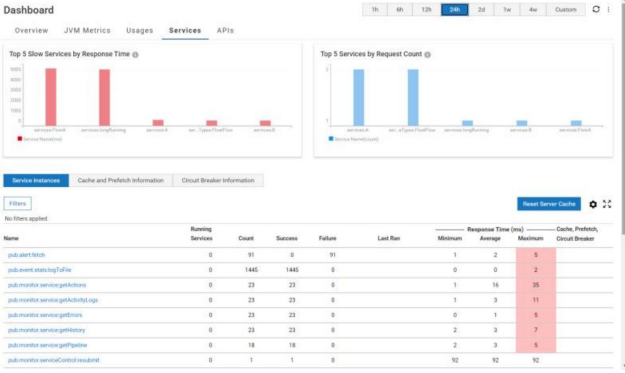 Dashboard
1h 6h 12h 24h 2d 1w 4w Custom
Overview JVM Metrics Usages Services APIs
Top 5 Slow Services by Response Time
5000
4000
3000
2000
1000
0
services:FlowA services:longRunning services:A ser...Types:FlowFlow services:B
Service Name(ms)
Top 5 Services by Request Count
2
1
services:A ser...aTypes:FlowFlow services:longRunning services:B services:FlowA
Service Name(count)
Service Instances Cache and Prefetch Information Circuit Breaker Information
Filters Reset Server Cache
No filters applied
Running Response Time (ms) Cache, Prefetch,
Name Services Count Success Failure Last Ran Minimum Average Maximum Circuit Breaker
pub.alert:fetch 0 91 0 91 1 2 5
pub.event.stats:logToFile 0 1445 1445 0 0 0 2
pub.monitor.service:getActions 0 23 23 0 1 16 35
pub.monitor.service:getActivityLogs 0 23 23 0 1 3 11
pub.monitor.service:getErrors 0 23 23 0 0 1 5
pub.monitor.service:getHistory 0 23 23 0 2 3 7
pub.monitor.service:getPipeline 0 18 18 0 2 3 5
pub.monitor.serviceControl:resubmit 0 1 1 0 92 92 92